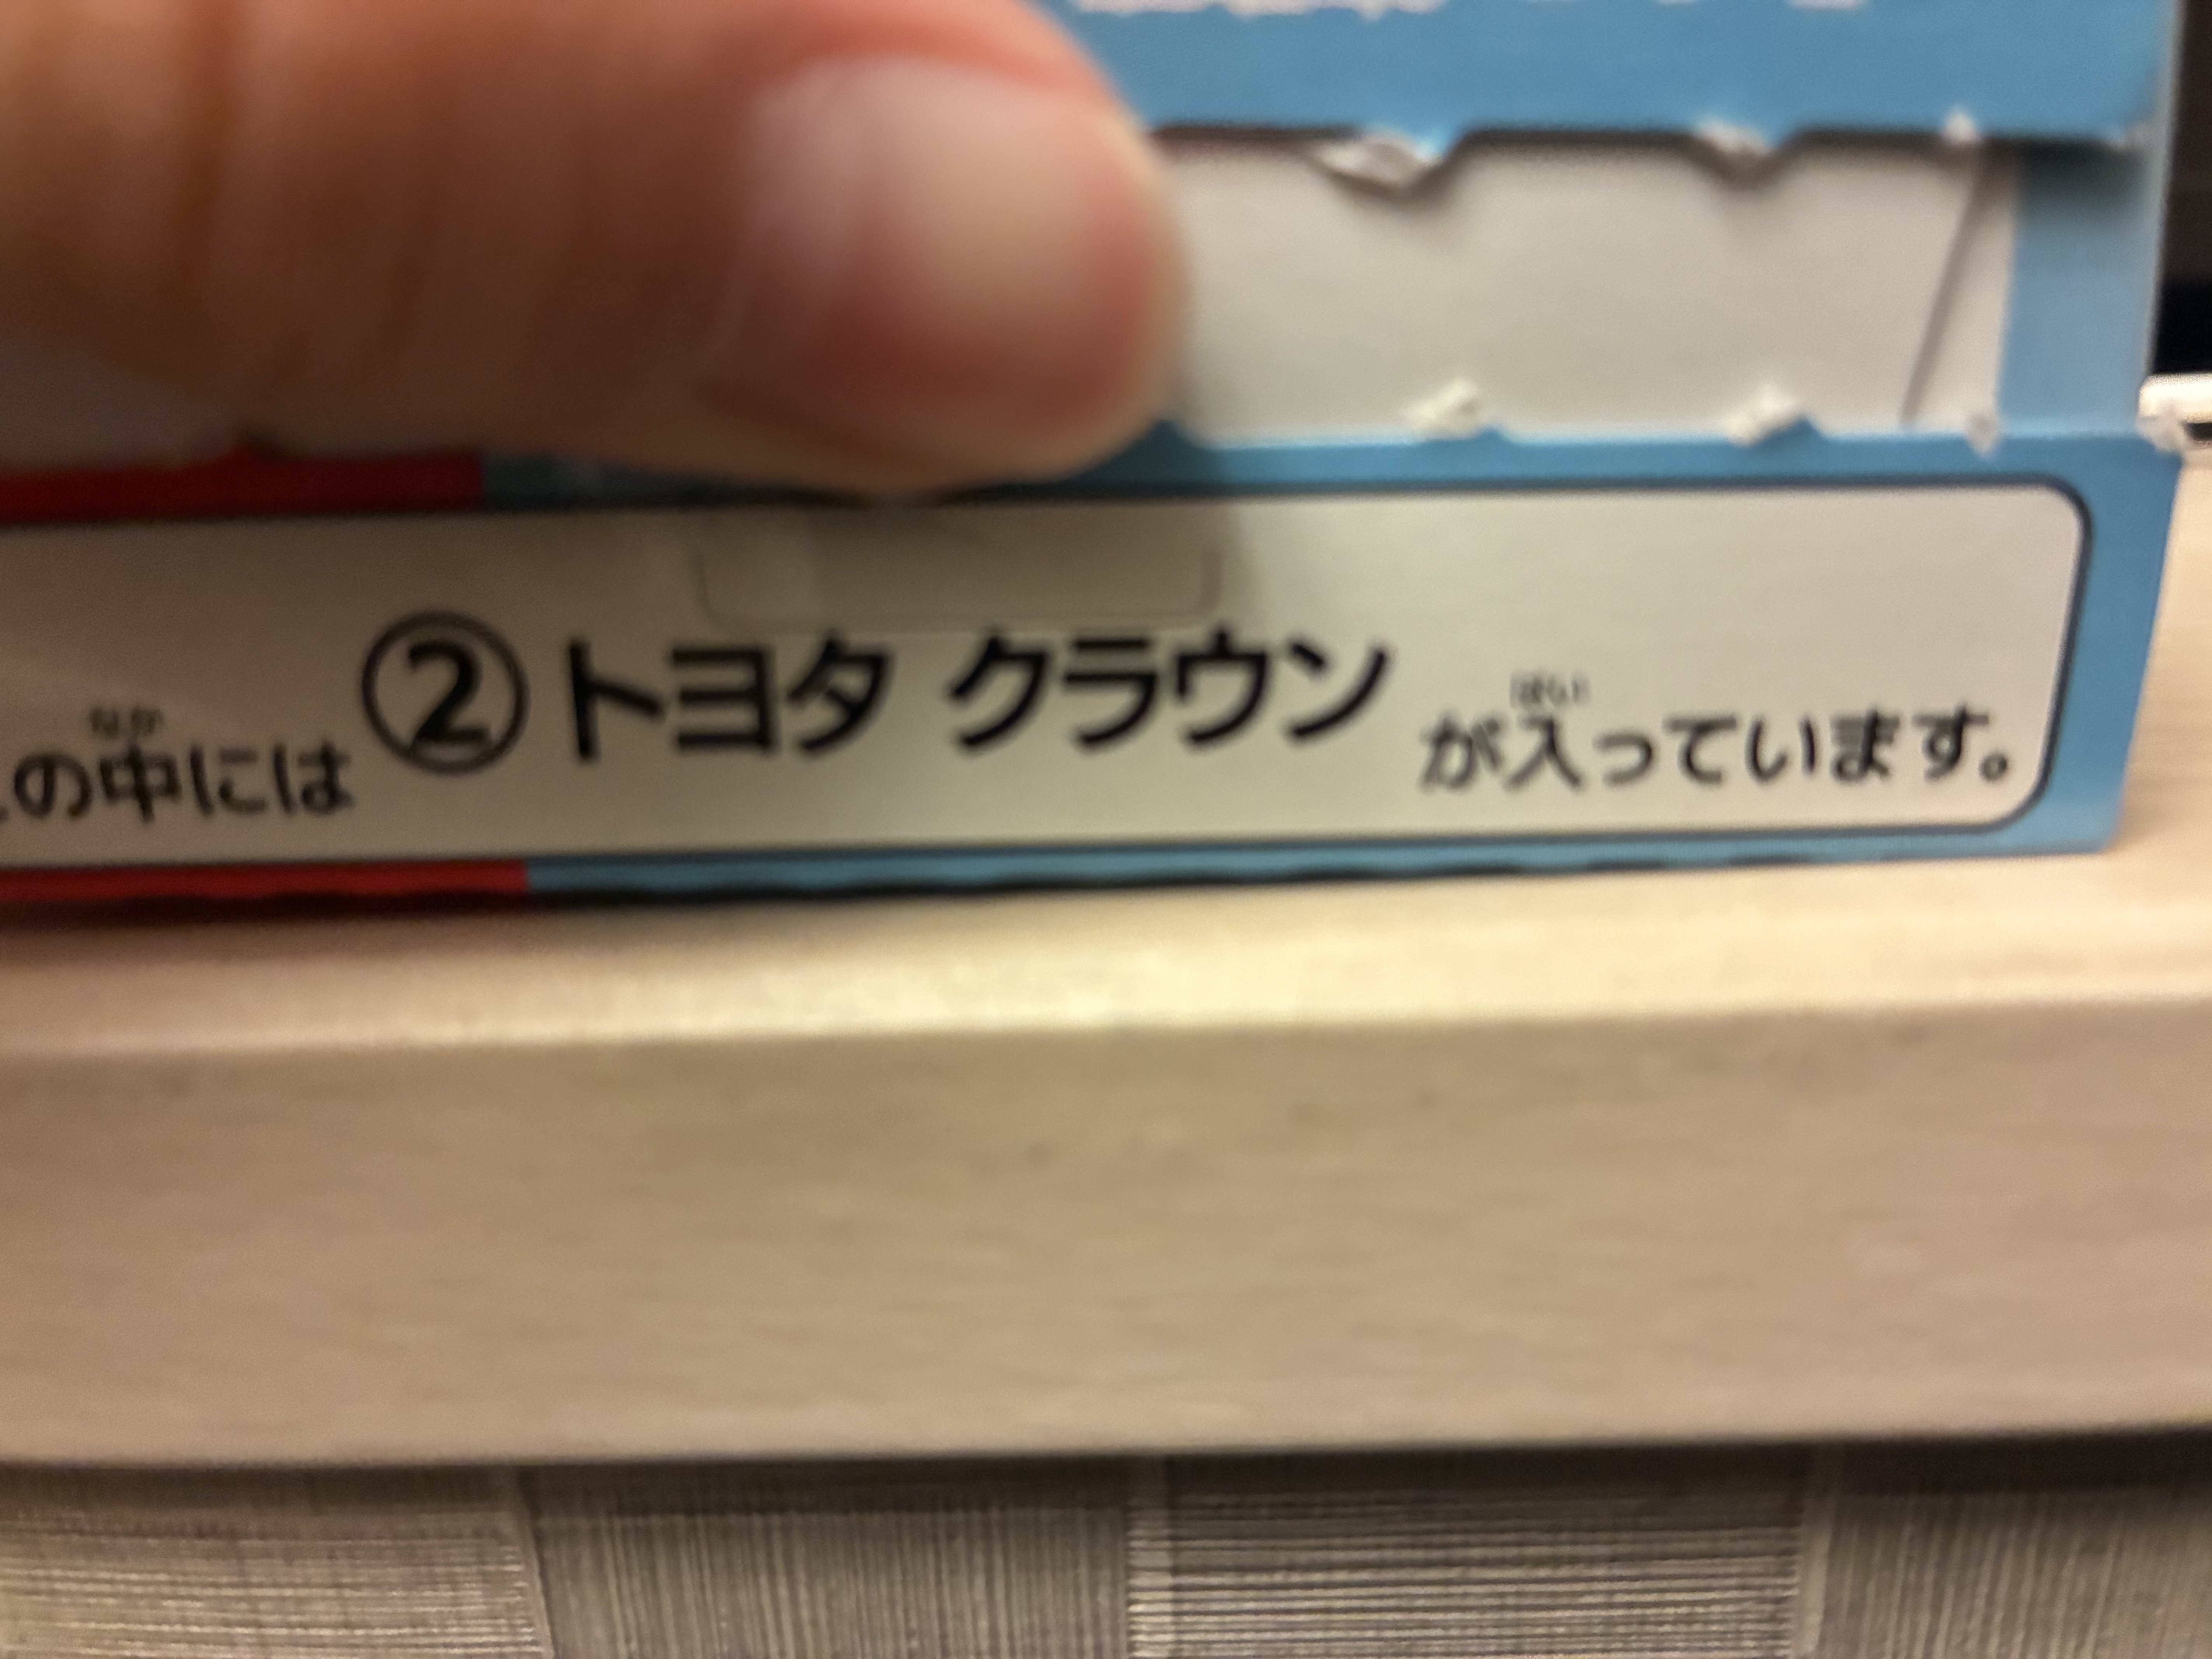 の中には②トヨタ クラウンが入っています。